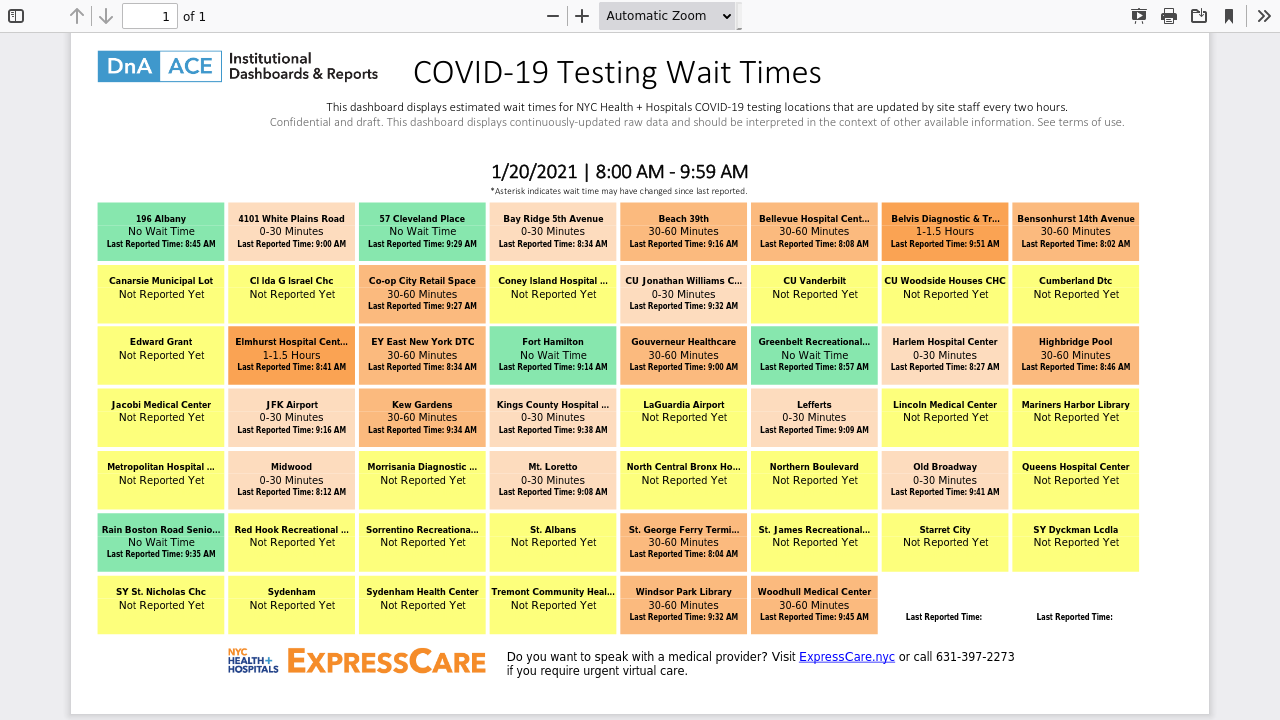 1 of 1 Automatic Zoom
DnA ACE Institutional
Dashboards & Reports
COVID-19 Testing Wait Times
This dashboard displays estimated wait times for NYC Health + Hospitals COVID-19 testing locations that are updated by site staff every two hours.
Confidential and draft. This dashboard displays continuously-updated raw data and should be interpreted in the context of other available information. See terms of use.
1/20/2021 | 8:00 AM - 9:59 AM
*Asterisk indicates wait time may have changed since last reported.
196 Albany 4101 White Plains Road 57 Cleveland Place Bay Ridge 5th Avenue Beach 39th Bellevue Hospital Cent... Belvis Diagnostic & Tr... Bensonhurst 14th Avenue
No Wait Time 0-30 Minutes No Wait Time 0-30 Minutes 30-60 Minutes 30-60 Minutes 1-1.5 Hours 30-60 Minutes
Last Reported Time: 8:45 AM Last Reported Time: 9:00 AM Last Reported Time: 9:29 AM Last Reported Time: 8:34 AM Last Reported Time: 9:16 AM Last Reported Time: 8:08 AM Last Reported Time: 9:51 AM Last Reported Time: 8:02 AM
Canarsie Municipal Lot CI Ida G Israel Chc Co-op City Retail Space Coney Island Hospital ... CU Jonathan Williams C... CU Vanderbilt CU Woodside Houses CHC Cumberland Dtc
Not Reported Yet Not Reported Yet 30-60 Minutes Not Reported Yet 0-30 Minutes Not Reported Yet Not Reported Yet Not Reported Yet
Last Reported Time: 9:27 AM Last Reported Time: 9:32 AM
Edward Grant Elmhurst Hospital Cent... EY East New York DTC Fort Hamilton Gouverneur Healthcare Greenbelt Recreational... Harlem Hospital Center Highbridge Pool
Not Reported Yet 1-1.5 Hours 30-60 Minutes No Wait Time 30-60 Minutes No Wait Time 0-30 Minutes 30-60 Minutes
Last Reported Time: 8:41 AM Last Reported Time: 8:34 AM Last Reported Time: 9:14 AM Last Reported Time: 9:00 AM Last Reported Time: 8:57 AM Last Reported Time: 8:27 AM Last Reported Time: 8:46 AM
Jacobi Medical Center JFK Airport Kew Gardens Kings County Hospital ... LaGuardia Airport Lefferts Lincoln Medical Center Mariners Harbor Library
Not Reported Yet 0-30 Minutes 30-60 Minutes 0-30 Minutes Not Reported Yet 0-30 Minutes Not Reported Yet Not Reported Yet
Last Reported Time: 9:16 AM Last Reported Time: 9:34 AM Last Reported Time: 9:38 AM Last Reported Time: 9:09 AM
Metropolitan Hospital ... Midwood Morrisania Diagnostic ... Mt. Loretto North Central Bronx Ho... Northern Boulevard Old Broadway Queens Hospital Center
Not Reported Yet 0-30 Minutes Not Reported Yet 0-30 Minutes Not Reported Yet Not Reported Yet 0-30 Minutes Not Reported Yet
Last Reported Time: 8:12 AM Last Reported Time: 9:08 AM Last Reported Time: 9:41 AM
Rain Boston Road Senio... Red Hook Recreational ... Sorrentino Recreationa... St. Albans St. George Ferry Termi... St. James Recreational... Starret City SY Dyckman Lcdla
No Wait Time Not Reported Yet Not Reported Yet Not Reported Yet 30-60 Minutes Not Reported Yet Not Reported Yet Not Reported Yet
Last Reported Time: 9:35 AM Last Reported Time: 8:04 AM
SY St. Nicholas Chc Sydenham Sydenham Health Center Tremont Community Heal... Windsor Park Library Woodhull Medical Center
Not Reported Yet Not Reported Yet Not Reported Yet Not Reported Yet 30-60 Minutes 30-60 Minutes
Last Reported Time: 9:32 AM Last Reported Time: 9:45 AM Last Reported Time: Last Reported Time:
NYC
HEALTH+
HOSPITALS
EXPRESSCARE
Do you want to speak with a medical provider? Visit ExpressCare.nyc or call 631-397-2273
if you require urgent virtual care.